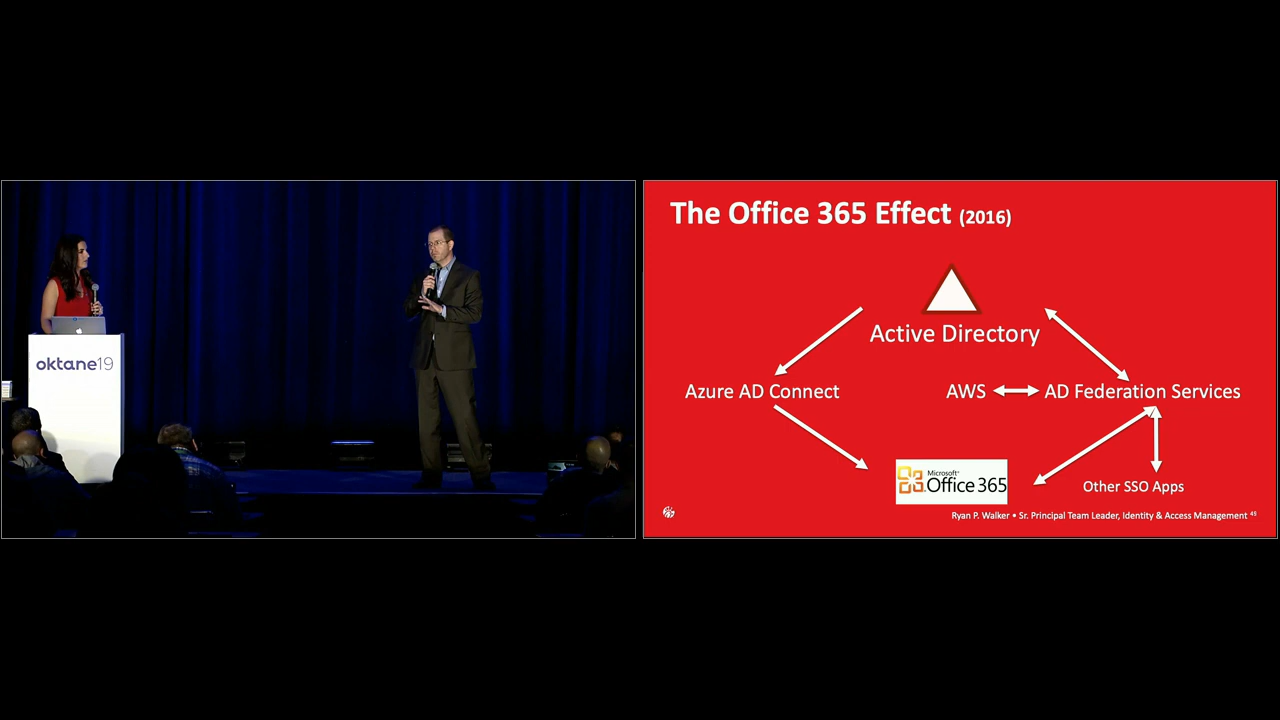 oktane19
The Office 365 Effect (2016)
Active Directory
Azure AD Connect
AWS
AD Federation Services
Microsoft®
Office 365
Other SSO Apps
Ryan P. Walker • Sr. Principal Team Leader, Identity & Access Management 45